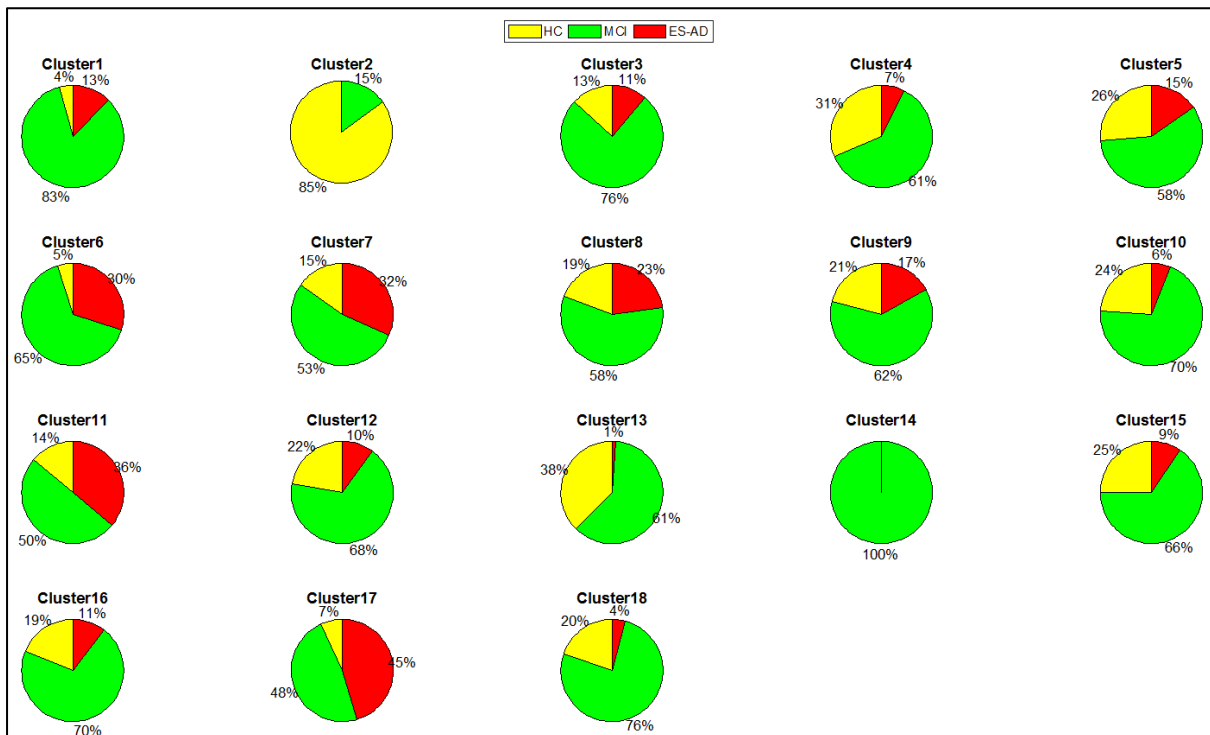 HC MCI ES-AD
Cluster1 Cluster2 Cluster3 Cluster4 Cluster5
4% 13% 15% 13% 11% 7% 26% 15%
31%
83% 85% 76% 61% 58%
Cluster6 Cluster7 Cluster8 Cluster9 Cluster10
5% 30% 15% 32% 19% 23% 21% 17% 24% 6%
65% 53% 58% 62% 70%
Cluster11 Cluster12 Cluster13 Cluster14 Cluster15
14% 36% 22% 10% 38% 1% 25% 9%
50% 68% 61% 100% 66%
Cluster16 Cluster17 Cluster18
19% 11% 7% 45% 20% 4%
70% 48% 76%